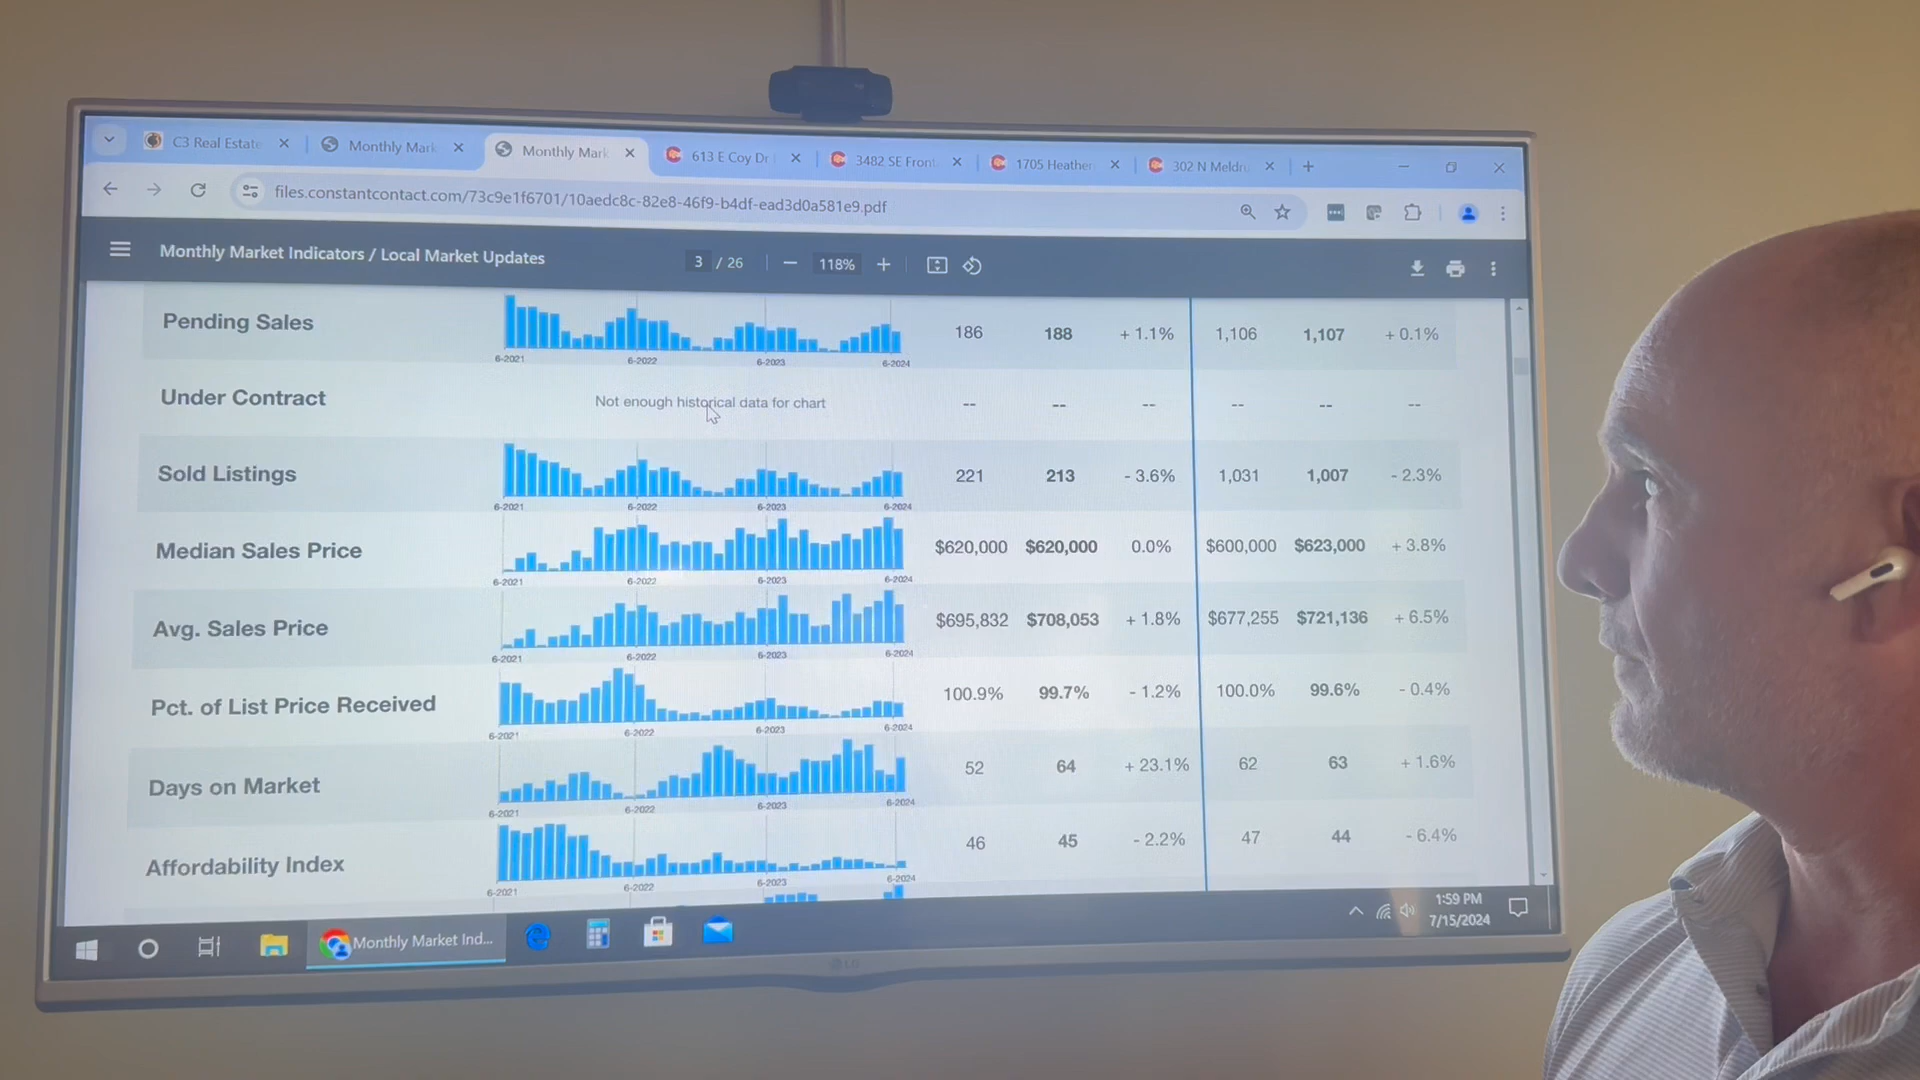 C3 Real Estate
Monthly Mark
Monthly Mark
613 E Coy Dr
3482 SE Front
1705 Heather
302 N Meldru
files.constantcontact.com/73c9e1f6701/10aedc8c-82e8-46f9-b4df-ead3d0a581e9.pdf
Monthly Market Indicators / Local Market Updates
3 / 26
118%
Pending Sales
6-2021 6-2022 6-2023 6-2024
186 188 + 1.1% 1,106 1,107 + 0.1%
Under Contract
Not enough historical data for chart
-- -- -- -- -- --
Sold Listings
6-2021 6-2022 6-2023 6-2024
221 213 - 3.6% 1,031 1,007 - 2.3%
Median Sales Price
6-2021 6-2022 6-2023 6-2024
$620,000 $620,000 0.0% $600,000 $623,000 + 3.8%
Avg. Sales Price
6-2021 6-2022 6-2023 6-2024
$695,832 $708,053 + 1.8% $677,255 $721,136 + 6.5%
Pct. of List Price Received
6-2021 6-2022 6-2023 6-2024
100.9% 99.7% - 1.2% 100.0% 99.6% - 0.4%
Days on Market
6-2021 6-2022 6-2023 6-2024
52 64 + 23.1% 62 63 + 1.6%
Affordability Index
6-2021 6-2022 6-2023 6-2024
46 45 - 2.2% 47 44 - 6.4%
Monthly Market Ind...
1:59 PM
7/15/2024
LG